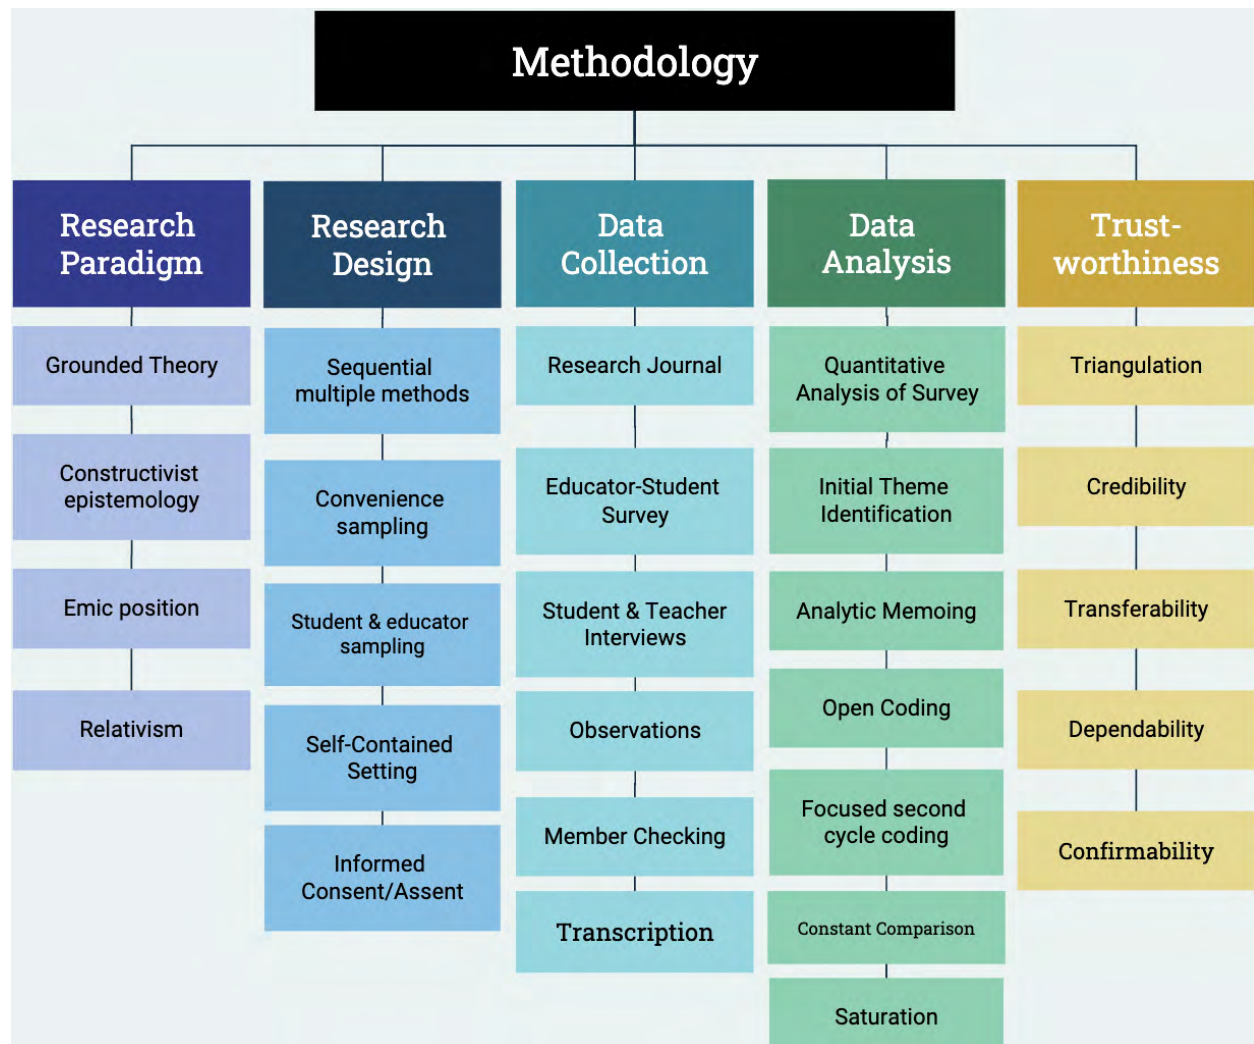 Methodology
Research
Paradigm
Grounded Theory
Constructivist
epistemology
Emic position
Relativism
Research
Design
Sequential
multiple methods
Convenience
sampling
Student & educator
sampling
Self-Contained
Setting
Informed
Consent/Assent
Data
Collection
Research Journal
Educator-Student
Survey
Student & Teacher
Interviews
Observations
Member Checking
Transcription
Data
Analysis
Quantitative
Analysis of Survey
Initial Theme
Identification
Analytic Memoing
Open Coding
Focused second
cycle coding
Constant Comparison
Saturation
Trust-
worthiness
Triangulation
Credibility
Transferability
Dependability
Confirmability